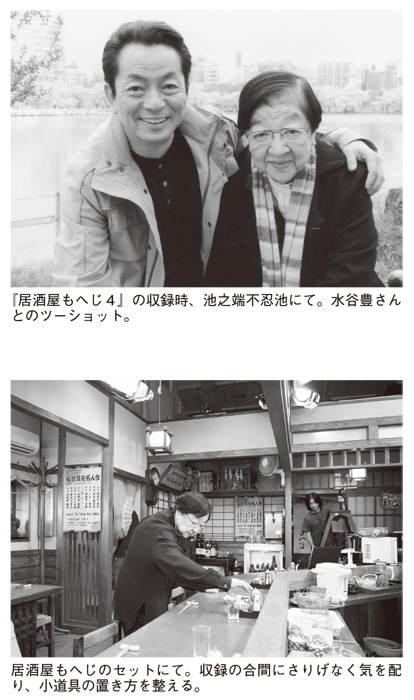 『居酒屋もへじ４』の収録時、池之端不忍池にて。水谷豊さん
とのツーショット。
居酒屋もへじのセットにて。収録の合間にさりげなく気を配
り、小道具の置き方を整える。